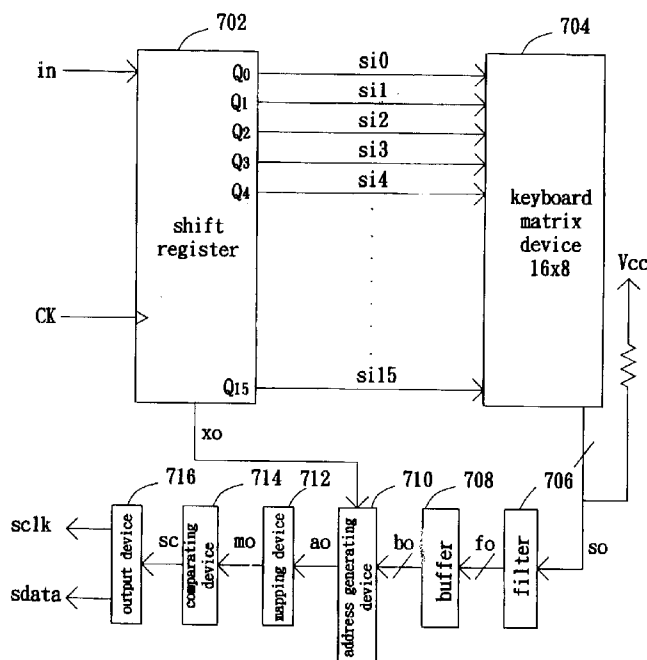 702
704
in
Q0
si0
Q1
si1
Q2
si2
Q3
si3
Q4
si4
shift
register
keyboard
matrix
device
16x8
Vcc
CK
Q15
si15
xo
716
714
712
710
708
706
sclk
sdata
output device
sc
comparating
device
mo
mapping device
ao
address generating
device
bo
buffer
fo
filter
so